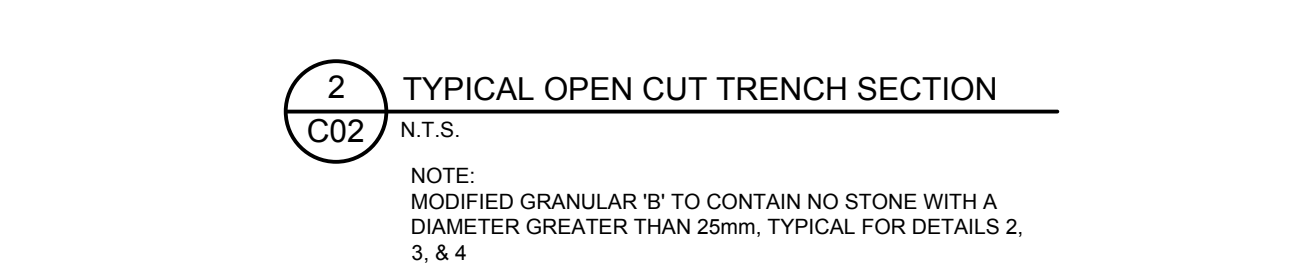 2
TYPICAL OPEN CUT TRENCH SECTION
C02
N.T.S.
NOTE:
MODIFIED GRANULAR 'B' TO CONTAIN NO STONE WITH A
DIAMETER GREATER THAN 25mm, TYPICAL FOR DETAILS 2,
3, & 4